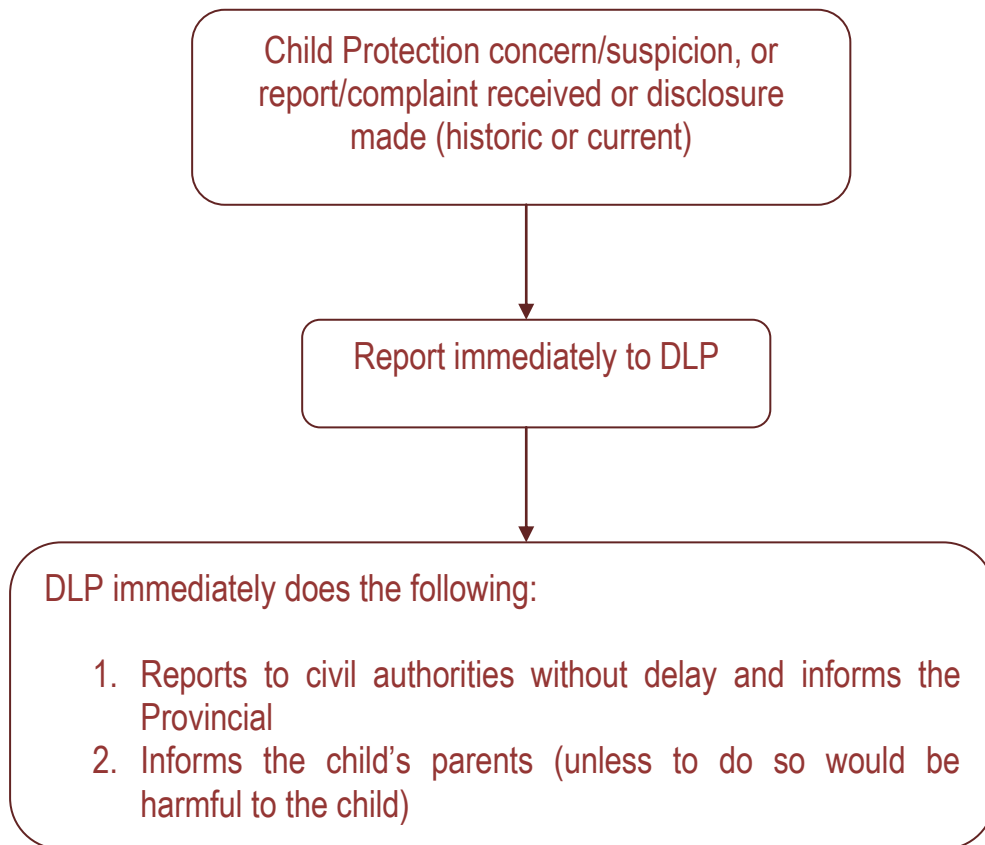 Child Protection concern/suspicion, or
report/complaint received or disclosure
made (historic or current)
Report immediately to DLP
DLP immediately does the following:
1. Reports to civil authorities without delay and informs the
Provincial
2. Informs the child’s parents (unless to do so would be
harmful to the child)